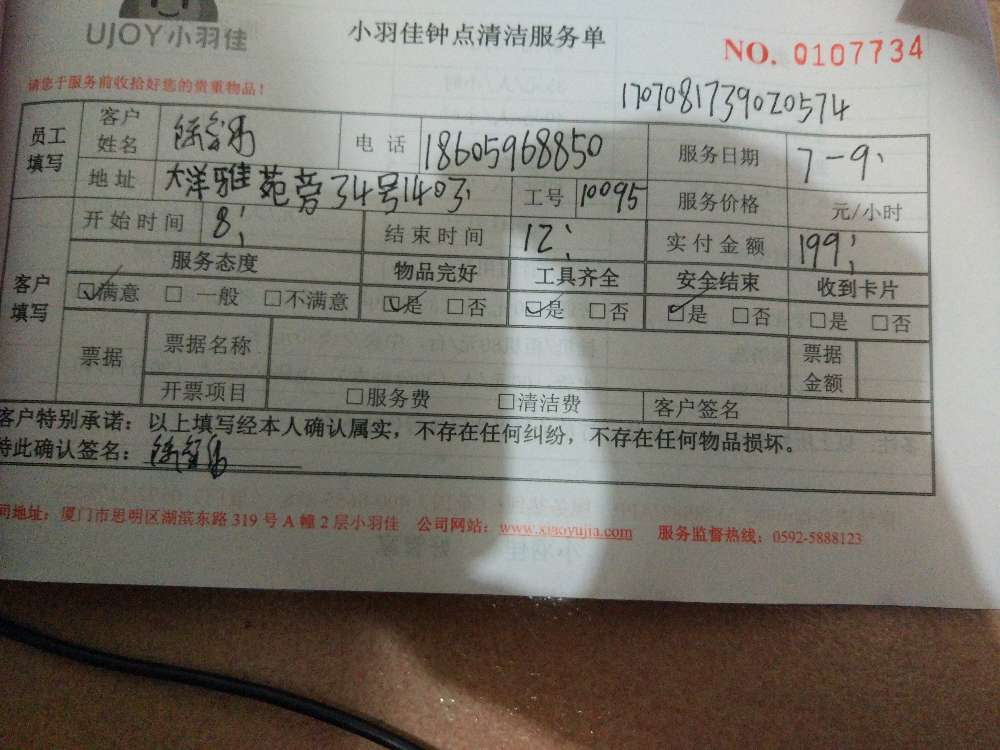 UJOY小羽佳
小羽佳钟点清洁服务单
NO. 0107734
请您于服务前收拾好您的贵重物品！
1707081739020574
员工填写 客户姓名 电话 18605968850 服务日期 7-9
地址 大洋雅苑旁34号1403 工号 10095 服务价格 元/小时
客户填写 开始时间 8 结束时间 12 实付金额 199
服务态度 物品完好 工具齐全 安全结束 收到卡片
☑满意 □一般 □不满意 ☑是 □否 ☑是 □否 ☑是 □否 □是 □否
票据 票据名称 票据金额
开票项目 □服务费 □清洁费 客户签名
客户特别承诺：以上填写经本人确认属实，不存在任何纠纷，不存在任何物品损坏。
特此确认签名：
司地址：厦门市思明区湖滨东路319号A幢2层小羽佳 公司网站：www.xiaoyujia.com 服务监督热线：0592-5888123